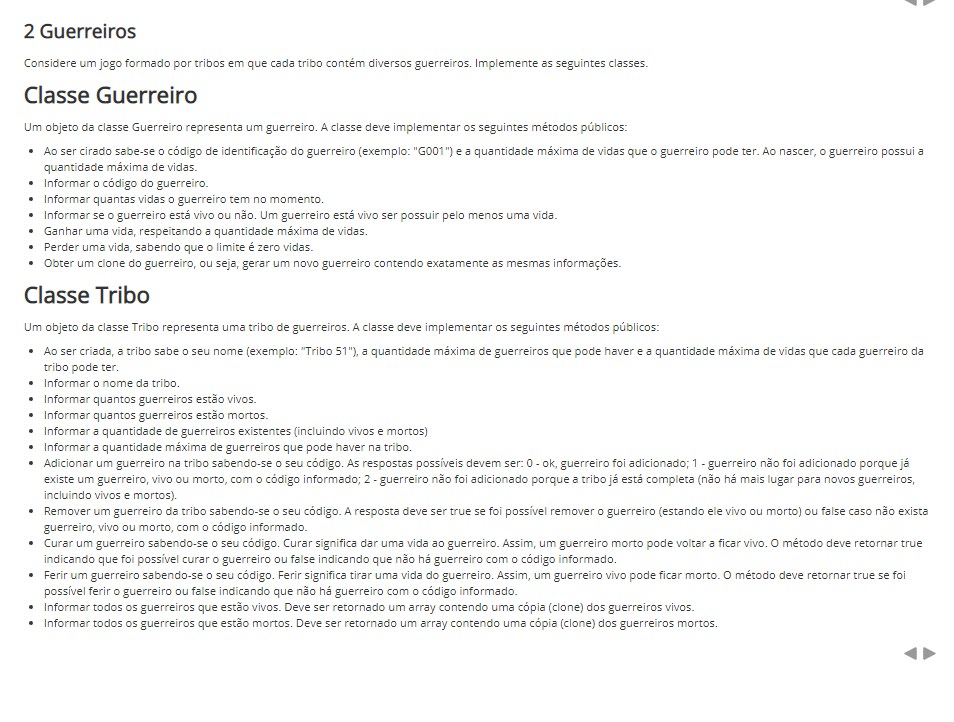 2 Guerreiros
Considere um jogo formado por tribos em que cada tribo contém diversos guerreiros. Implemente as seguintes classes.
Classe Guerreiro
Um objeto da classe Guerreiro representa um guerreiro. A classe deve implementar os seguintes métodos públicos:
• Ao ser cirado sabe-se o código de identificação do guerreiro (exemplo: "G001") e a quantidade máxima de vidas que o guerreiro pode ter. Ao nascer, o guerreiro possui a
quantidade máxima de vidas.
• Informar o código do guerreiro.
• Informar quantas vidas o guerreiro tem no momento.
• Informar se o guerreiro está vivo ou não. Um guerreiro está vivo ser possuir pelo menos uma vida.
• Ganhar uma vida, respeitando a quantidade máxima de vidas.
• Perder uma vida, sabendo que o limite é zero vidas.
• Obter um clone do guerreiro, ou seja, gerar um novo guerreiro contendo exatamente as mesmas informações.
Classe Tribo
Um objeto da classe Tribo representa uma tribo de guerreiros. A classe deve implementar os seguintes métodos públicos:
• Ao ser criada, a tribo sabe o seu nome (exemplo: "Tribo 51"), a quantidade máxima de guerreiros que pode haver e a quantidade máxima de vidas que cada guerreiro da
tribo pode ter.
• Informar o nome da tribo.
• Informar quantos guerreiros estão vivos.
• Informar quantos guerreiros estão mortos.
• Informar a quantidade de guerreiros existentes (incluindo vivos e mortos)
• Informar a quantidade máxima de guerreiros que pode haver na tribo.
• Adicionar um guerreiro na tribo sabendo-se o seu código. As respostas possíveis devem ser: 0 - ok, guerreiro foi adicionado; 1 - guerreiro não foi adicionado porque já
existe um guerreiro, vivo ou morto, com o código informado; 2 - guerreiro não foi adicionado porque a tribo já está completa (não há mais lugar para novos guerreiros,
incluindo vivos e mortos).
• Remover um guerreiro da tribo sabendo-se o seu código. A resposta deve ser true se foi possível remover o guerreiro (estando ele vivo ou morto) ou false caso não exista
guerreiro, vivo ou morto, com o código informado.
• Curar um guerreiro sabendo-se o seu código. Curar significa dar uma vida ao guerreiro. Assim, um guerreiro morto pode voltar a ficar vivo. O método deve retornar true
indicando que foi possível curar o guerreiro ou false indicando que não há guerreiro com o código informado.
• Ferir um guerreiro sabendo-se o seu código. Ferir significa tirar uma vida do guerreiro. Assim, um guerreiro vivo pode ficar morto. O método deve retornar true se foi
possível ferir o guerreiro ou false indicando que não há guerreiro com o código informado.
• Informar todos os guerreiros que estão vivos. Deve ser retornado um array contendo uma cópia (clone) dos guerreiros vivos.
• Informar todos os guerreiros que estão mortos. Deve ser retornado um array contendo uma cópia (clone) dos guerreiros mortos.